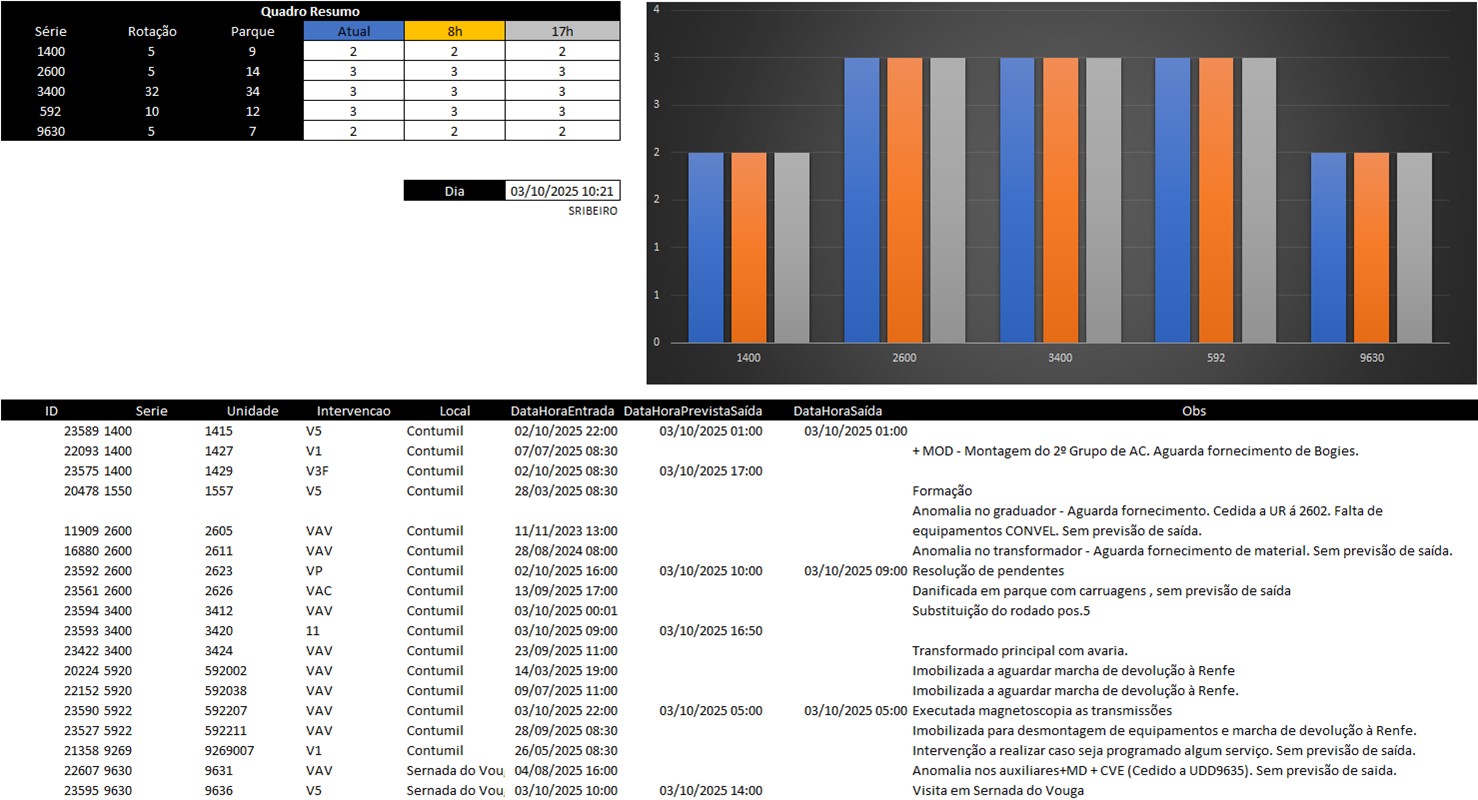 Quadro Resumo
Série Rotação Parque Atual 8h 17h
1400 5 9 2 2 2
2600 5 14 3 3 3
3400 32 34 3 3 3
592 10 12 3 3 3
9630 5 7 2 2 2
Dia 03/10/2025 10:21
SRIBEIRO
4
3
3
2
2
1
1
0
1400 2600 3400 592 9630
ID Serie Unidade Intervencao Local DataHoraEntrada DataHoraPrevistaSaída DataHoraSaída Obs
23589 1400 1415 V5 Contumil 02/10/2025 22:00 03/10/2025 01:00 03/10/2025 01:00
22093 1400 1427 V1 Contumil 07/07/2025 08:30 + MOD - Montagem do 2º Grupo de AC. Aguarda fornecimento de Bogies.
23575 1400 1429 V3F Contumil 02/10/2025 08:30 03/10/2025 17:00
20478 1550 1557 V5 Contumil 28/03/2025 08:30 Formação
Anomalia no graduador - Aguarda fornecimento. Cedida a UR á 2602. Falta de
11909 2600 2605 VAV Contumil 11/11/2023 13:00 equipamentos CONVEL. Sem previsão de saída.
16880 2600 2611 VAV Contumil 28/08/2024 08:00 Anomalia no transformador - Aguarda fornecimento de material. Sem previsão de saída.
23592 2600 2623 VP Contumil 02/10/2025 16:00 03/10/2025 10:00 03/10/2025 09:00 Resolução de pendentes
23561 2600 2626 VAC Contumil 13/09/2025 17:00 Danificada em parque com carruagens , sem previsão de saída
23594 3400 3412 VAV Contumil 03/10/2025 00:01 Substituição do rodado pos.5
23593 3400 3420 11 Contumil 03/10/2025 09:00 03/10/2025 16:50
23422 3400 3424 VAV Contumil 23/09/2025 11:00 Transformado principal com avaria.
20224 5920 592002 VAV Contumil 14/03/2025 19:00 Imobilizada a aguardar marcha de devolução à Renfe
22152 5920 592038 VAV Contumil 09/07/2025 11:00 Imobilizada a aguardar marcha de devolução à Renfe.
23590 5922 592207 VAV Contumil 03/10/2025 22:00 03/10/2025 05:00 03/10/2025 05:00 Executada magnetoscopia as transmissões
23527 5922 592211 VAV Contumil 28/09/2025 08:30 Imobilizada para desmontagem de equipamentos e marcha de devolução à Renfe.
21358 9269 9269007 V1 Contumil 26/05/2025 08:30 Intervenção a realizar caso seja programado algum serviço. Sem previsão de saída.
22607 9630 9631 VAV Sernada do Vou 04/08/2025 16:00 Anomalia nos auxiliares+MD + CVE (Cedido a UDD9635). Sem previsão de saida.
23595 9630 9636 V5 Sernada do Vou 03/10/2025 10:00 03/10/2025 14:00 Visita em Sernada do Vouga